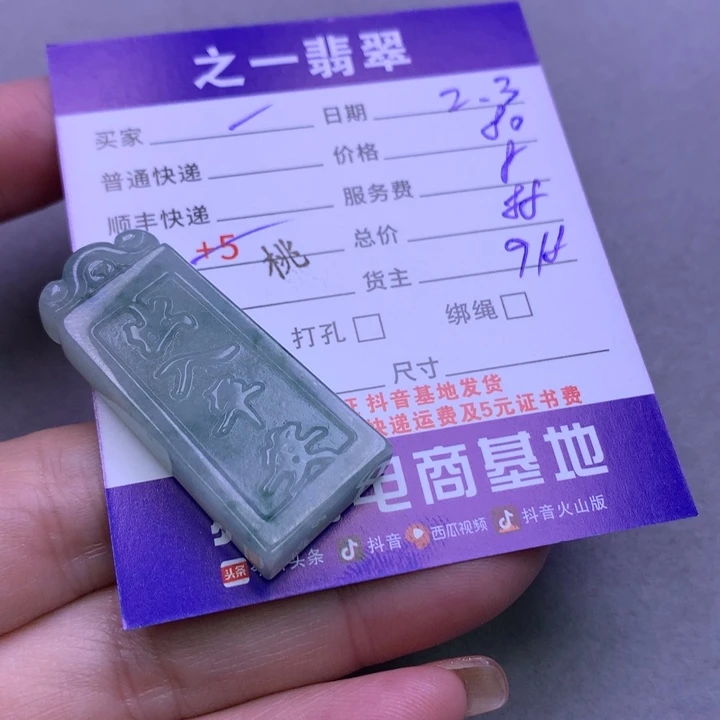 之一翡翠
买家 日期 2.3
普通快递 价格 80
顺丰快递 服务费 8
+5 桃 总价 88
货主
打孔 绑绳
尺寸
抖音基地发货
快递运费及5元证书费
电商基地
头条 头条 抖音 西瓜视频 抖音火山版